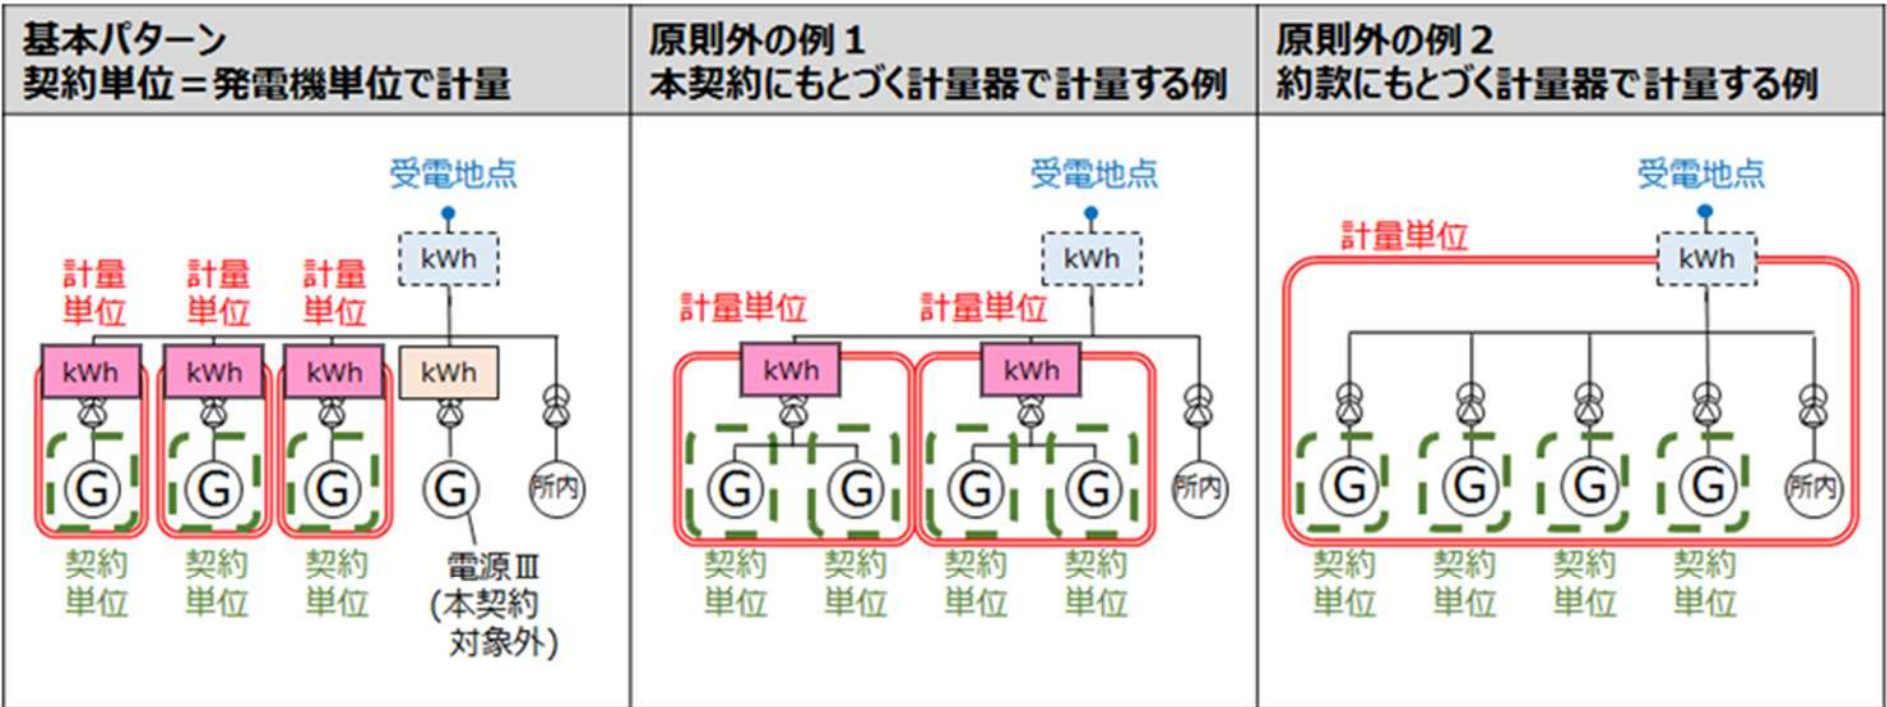 基本パターン
契約単位＝発電機単位で計量
受電地点
kWh
計量
単位
計量
単位
計量
単位
kWh
kWh
kWh
kWh
G
G
G
G
所内
契約
単位
契約
単位
契約
単位
電源Ⅲ
(本契約
対象外)
原則外の例１
本契約にもとづく計量器で計量する例
受電地点
kWh
計量単位
計量単位
kWh
kWh
G
G
G
G
所内
契約
単位
契約
単位
契約
単位
契約
単位
原則外の例２
約款にもとづく計量器で計量する例
受電地点
計量単位
kWh
G
G
G
G
所内
契約
単位
契約
単位
契約
単位
契約
単位